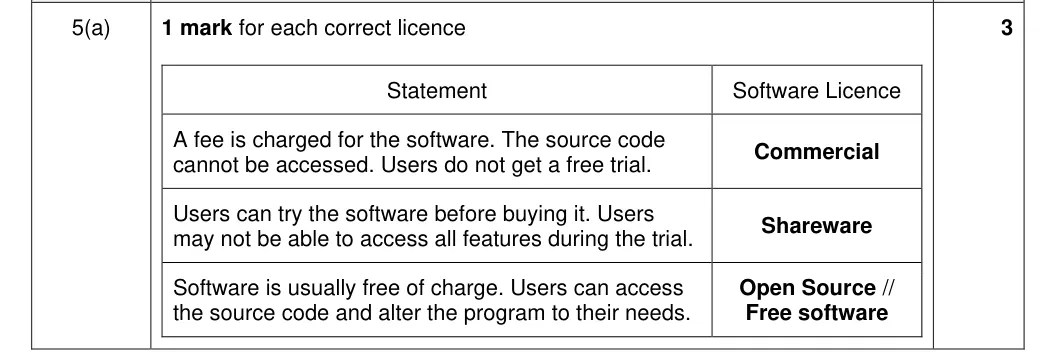 5(a)
1 mark for each correct licence
3
Statement
Software Licence
A fee is charged for the software. The source code
cannot be accessed. Users do not get a free trial.
Commercial
Users can try the software before buying it. Users
may not be able to access all features during the trial.
Shareware
Software is usually free of charge. Users can access
the source code and alter the program to their needs.
Open Source //
Free software